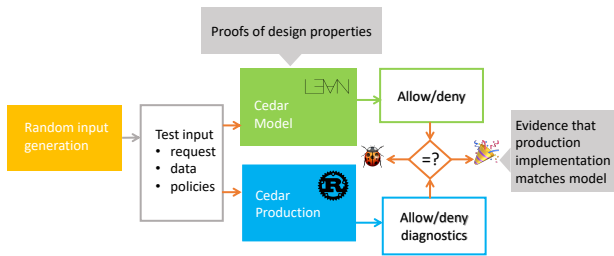 Proofs of design properties
LEAN
Cedar
Model
Allow/deny
Random input
generation
Test input
• request
• data
• policies
=?
Evidence that
production
implementation
matches model
Cedar
Production
R
Allow/deny
diagnostics